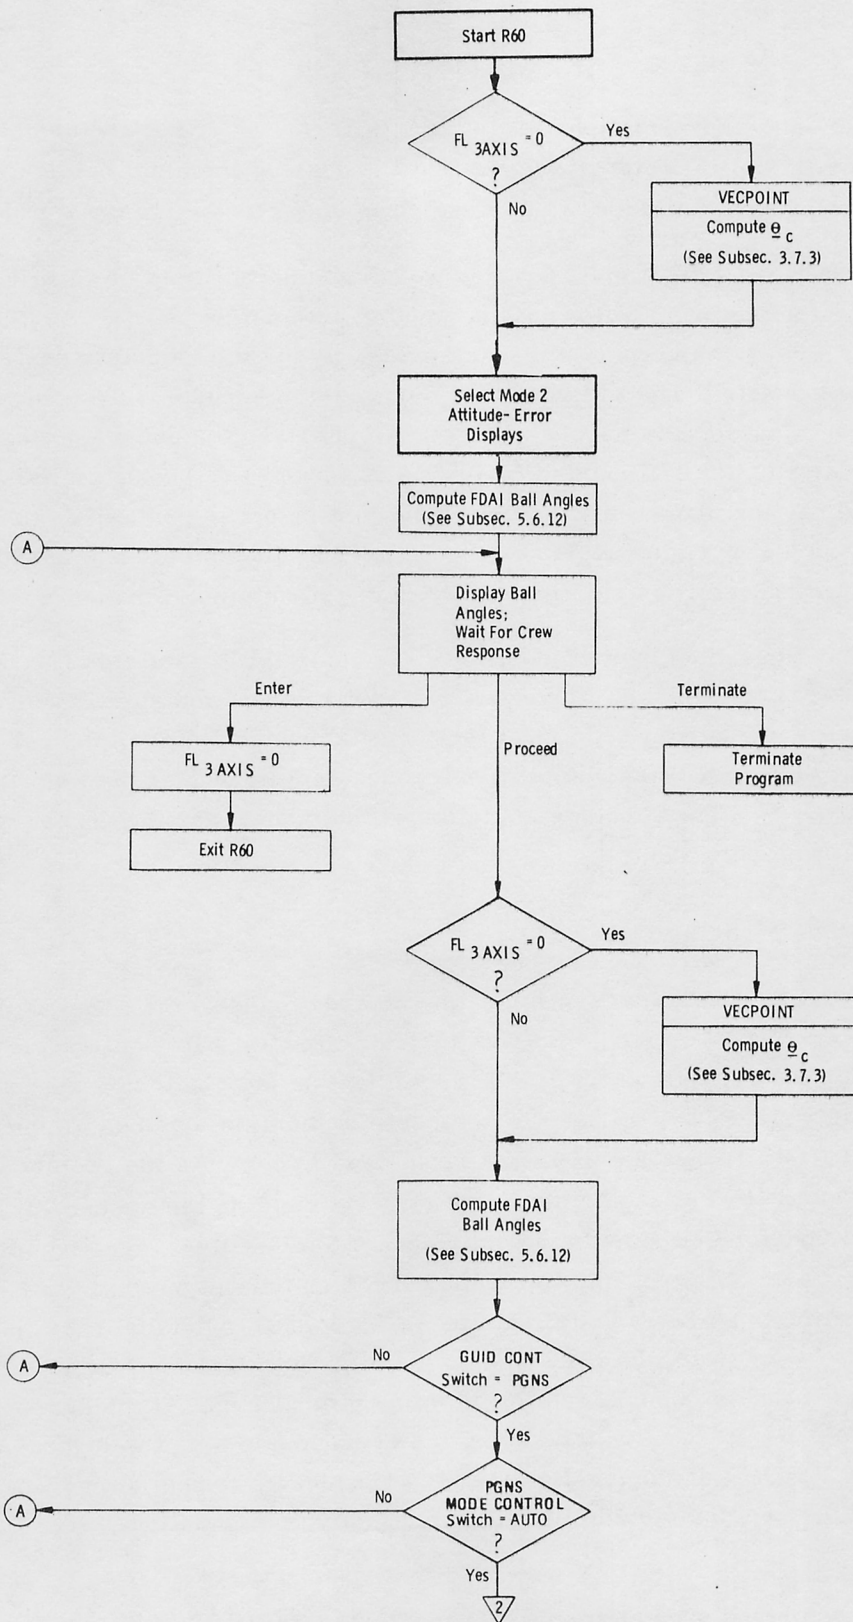 Start R60
FL 3AXIS = 0
?
Yes
No
VECPOINT
Compute θ c
(See Subsec. 3.7.3)
Select Mode 2
Attitude- Error
Displays
Compute FDAI Ball Angles
(See Subsec. 5.6.12)
A
Display Ball
Angles;
Wait For Crew
Response
Enter
Terminate
Proceed
FL 3 AXIS = 0
Exit R60
Terminate
Program
FL 3 AXIS = 0
?
Yes
No
VECPOINT
Compute θ c
(See Subsec. 3.7.3)
Compute FDAI
Ball Angles
(See Subsec. 5.6.12)
A
No
GUID CONT
Switch = PGNS
?
Yes
A
No
PGNS
MODE CONTROL
Switch = AUTO
?
Yes
2